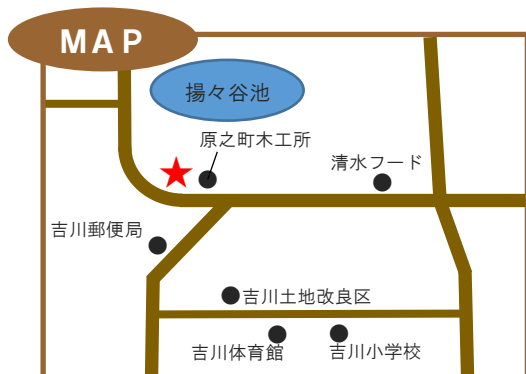 MAP
揚々谷池
原之町木工所
清水フード
吉川郵便局
吉川土地改良区
吉川体育館
吉川小学校